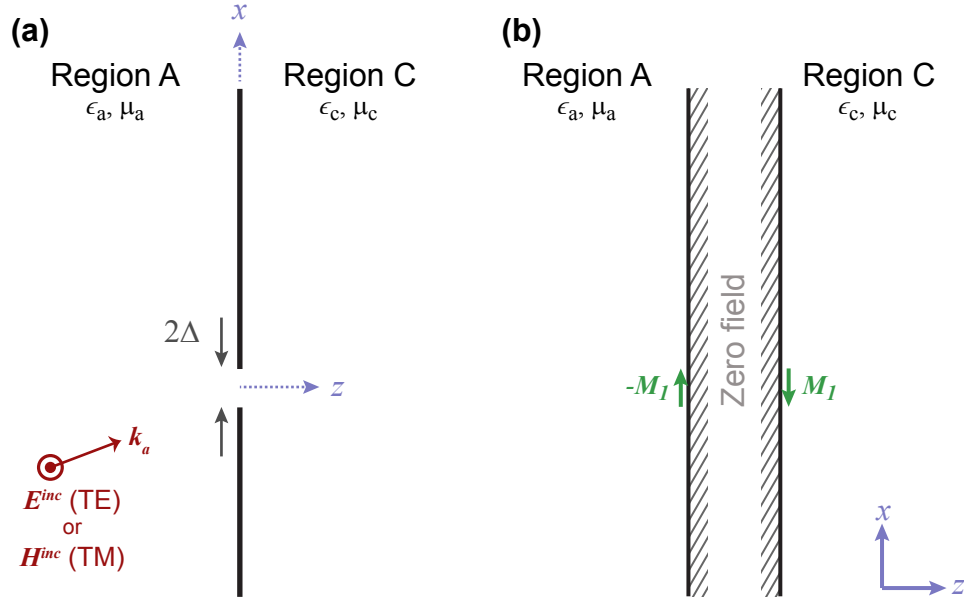 (a)
x
Region A
ϵa, μa
Region C
ϵc, μc
2Δ
z
ka
Einc (TE)
or
Hinc (TM)
(b)
Region A
ϵa, μa
Region C
ϵc, μc
Zero field
-M1
M1
x
z